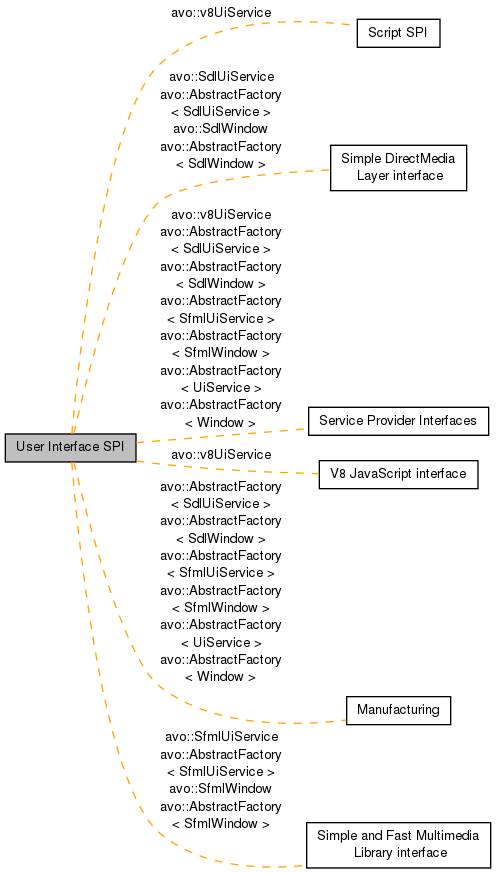 avo::v8UiService
Script SPI
avo::SdlUiService
avo::AbstractFactory
< SdlUiService >
avo::SdlWindow
avo::AbstractFactory
< SdlWindow >
Simple DirectMedia
Layer interface
avo::v8UiService
avo::AbstractFactory
< SdlUiService >
avo::AbstractFactory
< SdlWindow >
avo::AbstractFactory
< SfmlUiService >
avo::AbstractFactory
< SfmlWindow >
avo::AbstractFactory
< UiService >
avo::AbstractFactory
< Window >
Service Provider Interfaces
User Interface SPI
avo::v8UiService
V8 JavaScript interface
avo::AbstractFactory
< SdlUiService >
avo::AbstractFactory
< SdlWindow >
avo::AbstractFactory
< SfmlUiService >
avo::AbstractFactory
< SfmlWindow >
avo::AbstractFactory
< UiService >
avo::AbstractFactory
< Window >
Manufacturing
avo::SfmlUiService
avo::AbstractFactory
< SfmlUiService >
avo::SfmlWindow
avo::AbstractFactory
< SfmlWindow >
Simple and Fast Multimedia
Library interface